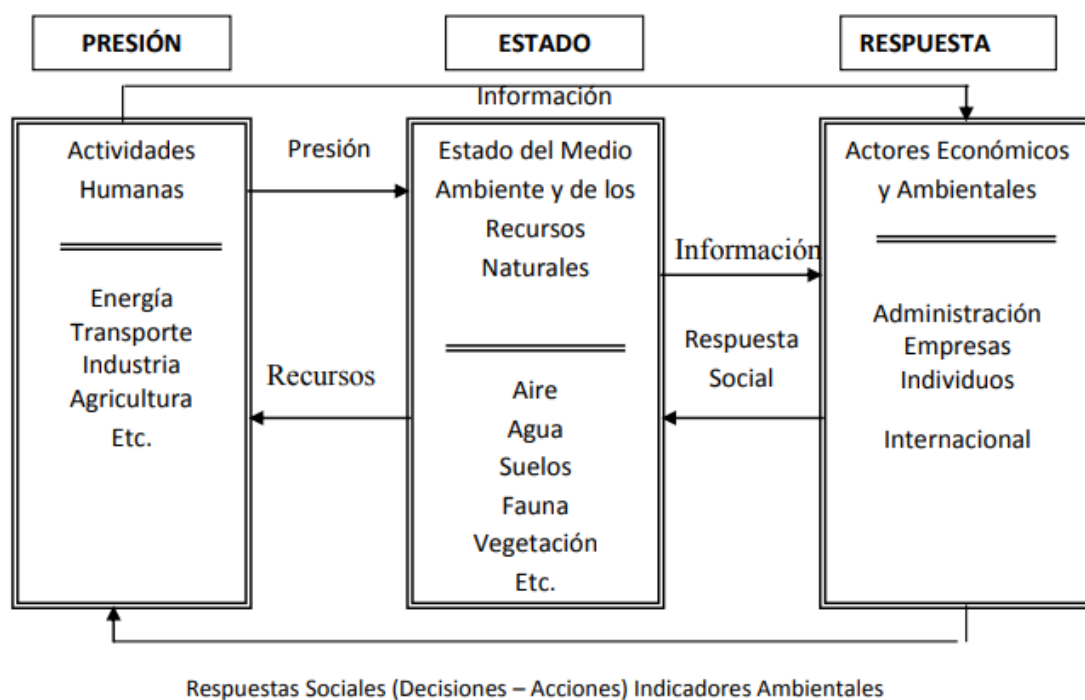 PRESIÓN
ESTADO
RESPUESTA
Información
Actividades
Humanas
Energía
Transporte
Industria
Agricultura
Etc.
Presión
Recursos
Estado del Medio
Ambiente y de los
Recursos
Naturales
Aire
Agua
Suelos
Fauna
Vegetación
Etc.
Información
Respuesta
Social
Actores Económicos
y Ambientales
Administración
Empresas
Individuos
Internacional
Respuestas Sociales (Decisiones – Acciones) Indicadores Ambientales